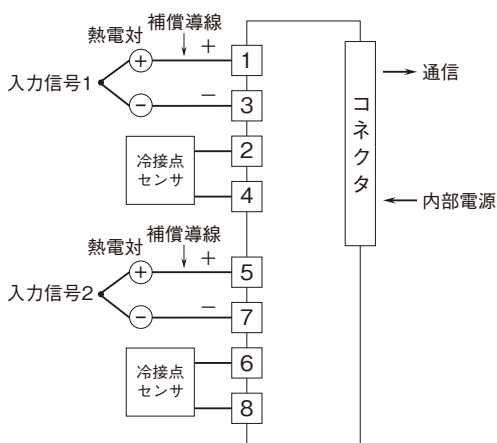 補償導線
熱電対
+
+
1
入力信号1
−
−
3
2
冷接点
センサ
4
コネクタ
通信
内部電源
補償導線
熱電対
+
+
5
入力信号2
−
−
7
6
冷接点
センサ
8